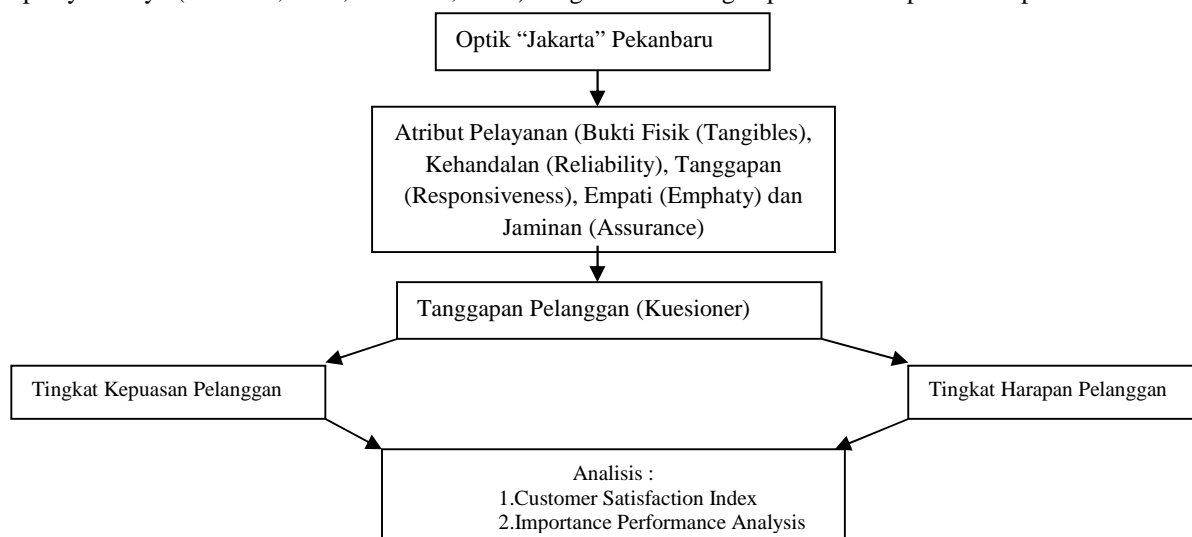 Optik “Jakarta” Pekanbaru
Atribut Pelayanan (Bukti Fisik (Tangibles),
Kehandalan (Reliability), Tanggapan
(Responsiveness), Empati (Emphaty) dan
Jaminan (Assurance)
Tanggapan Pelanggan (Kuesioner)
Tingkat Kepuasan Pelanggan
Tingkat Harapan Pelanggan
Analisis :
1.Customer Satisfaction Index
2.Importance Performance Analysis